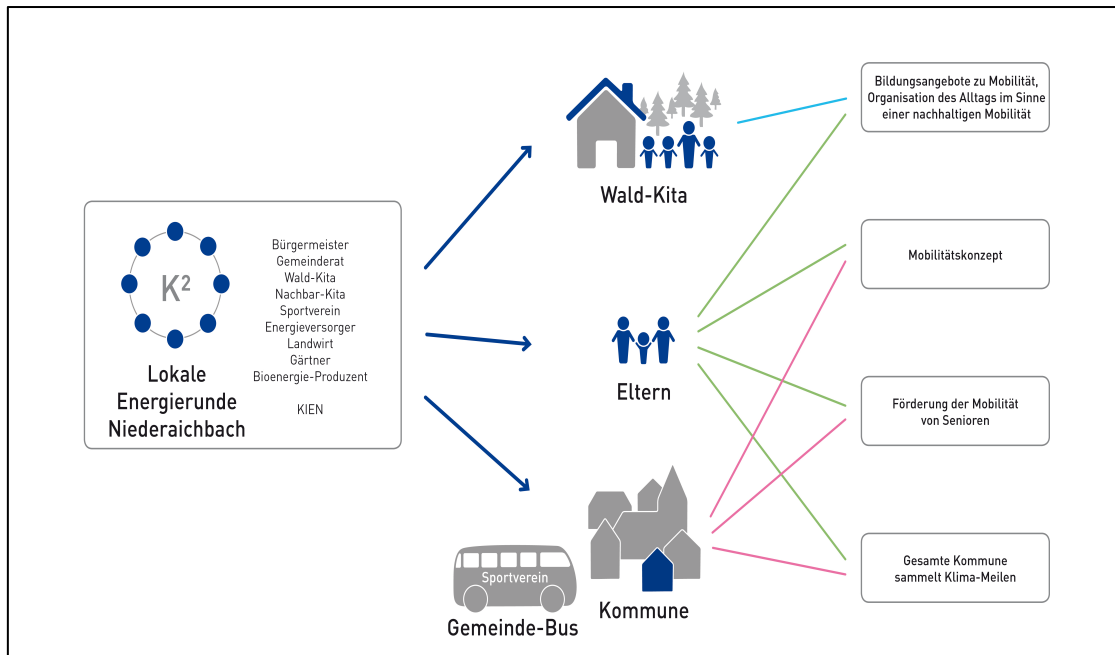 K²
Lokale
Energierunde
Niederaichbach
Bürgermeister
Gemeinderat
Wald-Kita
Nachbar-Kita
Sportverein
Energieversorger
Landwirt
Gärtner
Bioenergie-Produzent
KIEN
Wald-Kita
Eltern
Sportverein
Gemeinde-Bus
Kommune
Bildungsangebote zu Mobilität,
Organisation des Alltags im Sinne
einer nachhaltigen Mobilität
Mobilitätskonzept
Förderung der Mobilität
von Senioren
Gesamte Kommune
sammelt Klima-Meilen